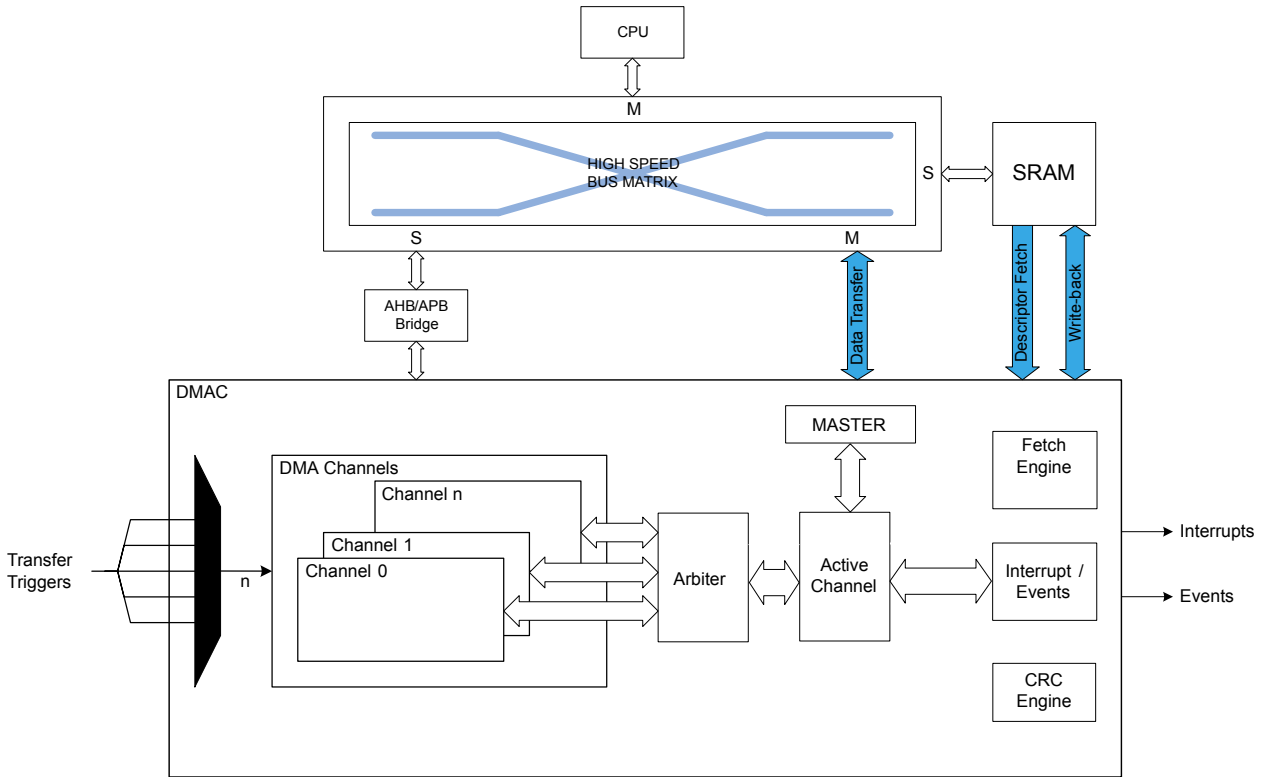 CPU
M
HIGH SPEED
BUS MATRIX
S
SRAM
S
M
AHB/APB
Bridge
Data Transfer
Descriptor Fetch
Write-back
DMAC
MASTER
Fetch
Engine
DMA Channels
Channel n
Channel 1
Channel 0
Transfer
Triggers
n
Arbiter
Active
Channel
Interrupt /
Events
Interrupts
Events
CRC
Engine